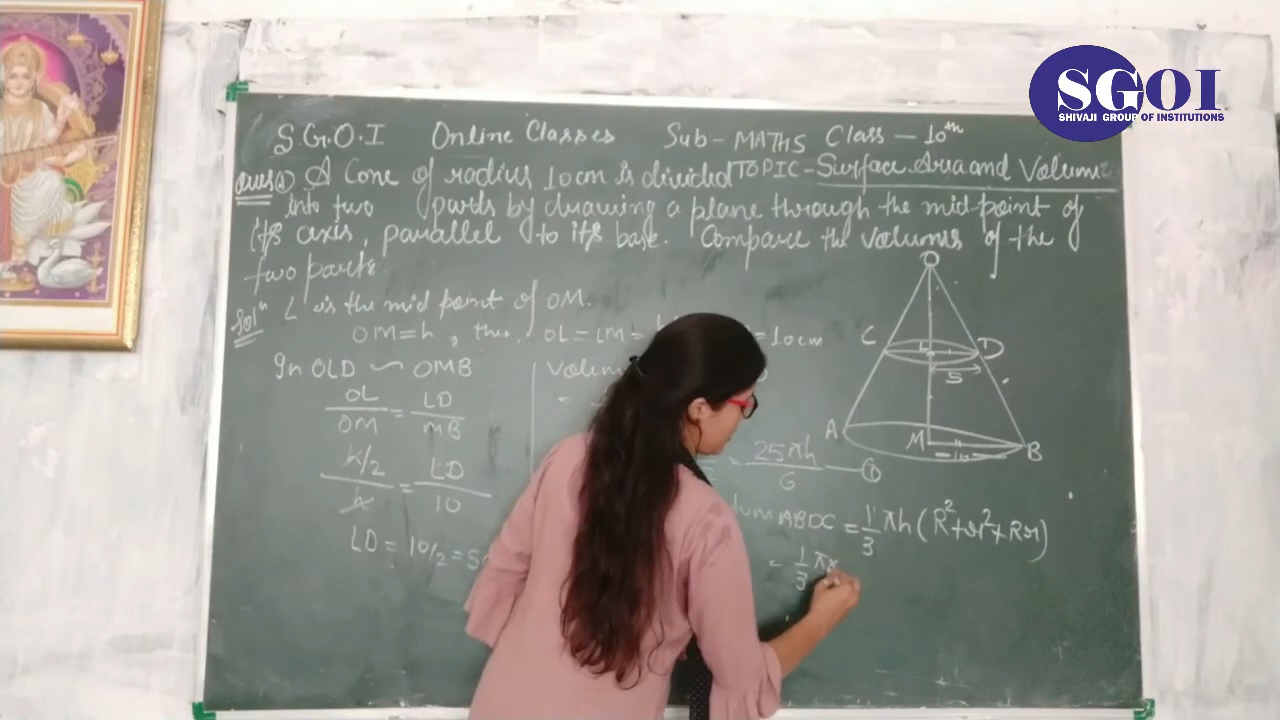 SGOI
SHIVAJI GROUP OF INSTITUTIONS
S.G.O.I Online Classes Sub- MATHS Class - 10th
TOPIC - Surface Area and Volume
Ques A Cone of radius 10cm is divided
into two parts by drawing a plane through the mid-point of
its axis, parallel to its base. Compare the volumes of the
two parts.
Soln L is the mid point of OM.
OM=h, then, OL = LM = = 10cm
In OLD ~ OMB
OL/OM = LD/MB
h/2/h = LD/10
LD = 10/2 = 5
Volum
= 25πh/6 — ①
tum ABDC = 1/3 πh (R²+r²+Rr)
= 1/3 π
O
C L D
5
A M B
10